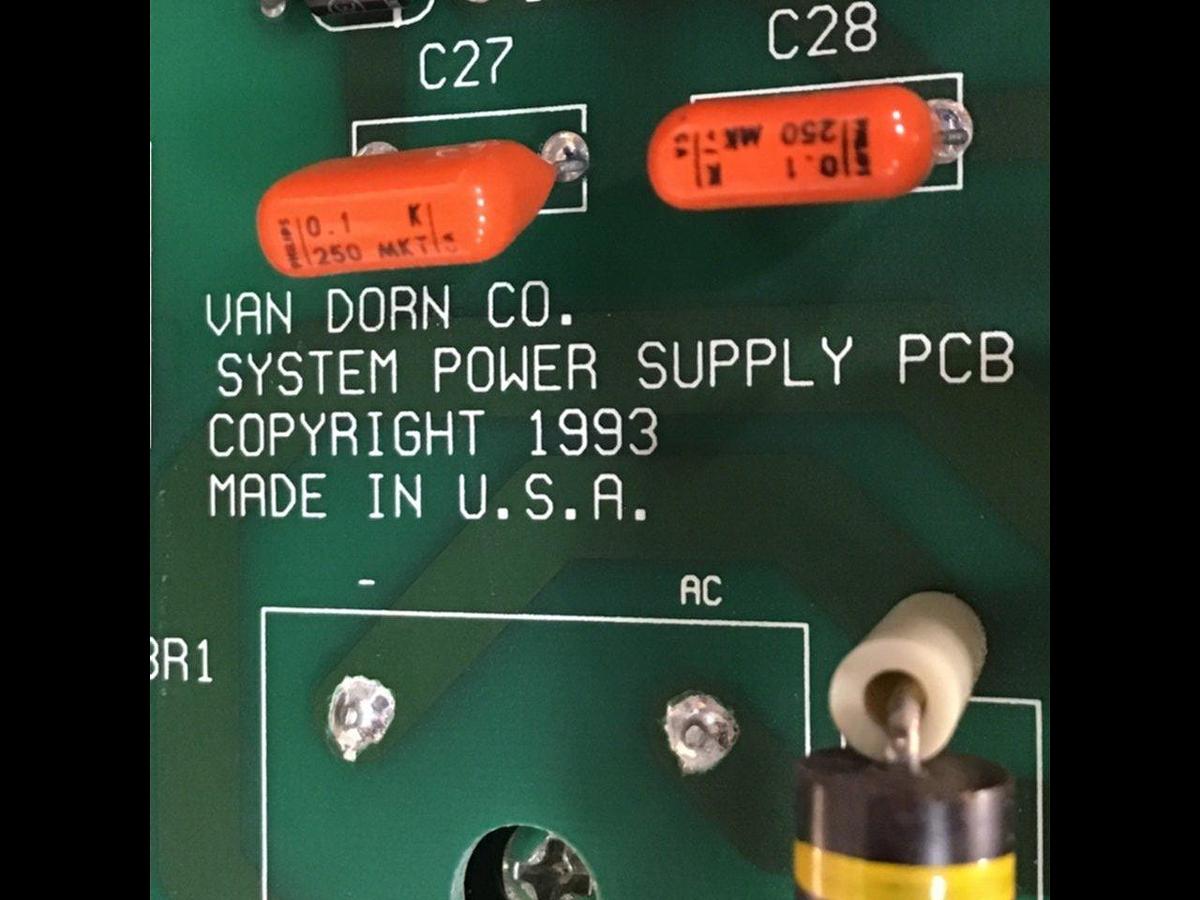 C27
C28
PHILIPS
0.1 K
250 MKT
250 MK
0.1 K
VAN DORN CO.
SYSTEM POWER SUPPLY PCB
COPYRIGHT 1993
MADE IN U.S.A.
- AC
BR1